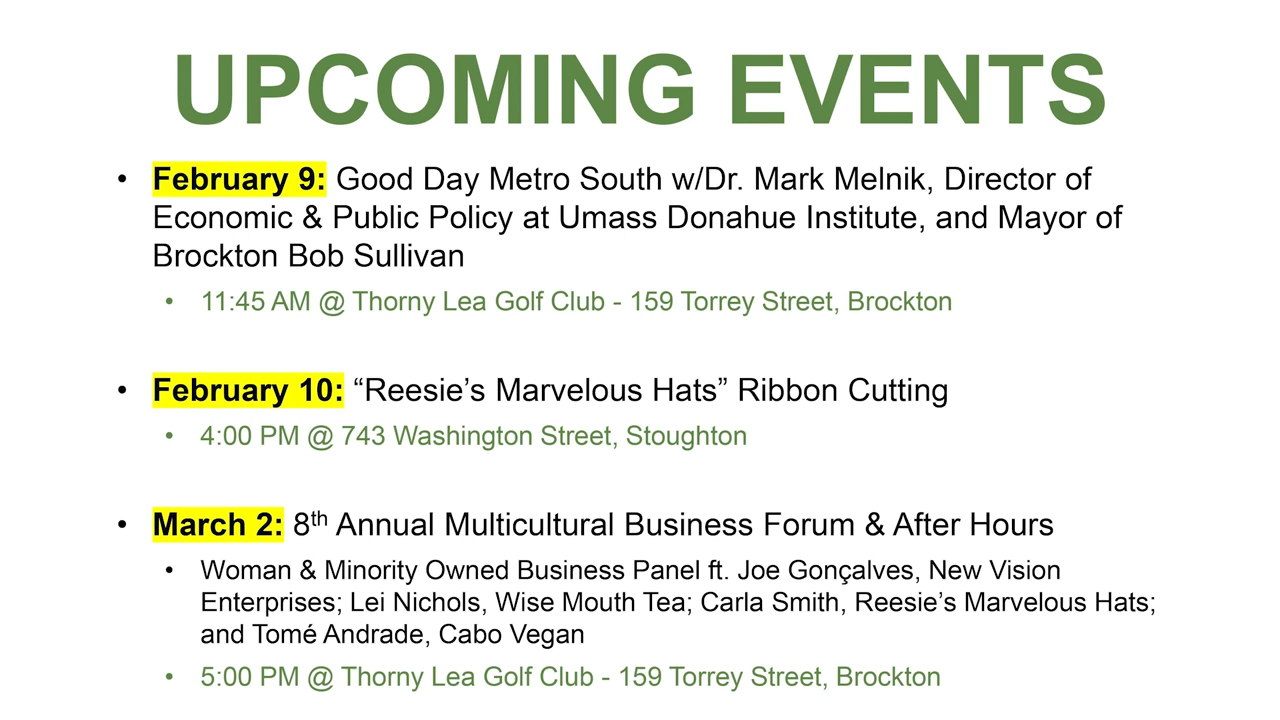 UPCOMING EVENTS
• February 9: Good Day Metro South w/Dr. Mark Melnik, Director of
Economic & Public Policy at Umass Donahue Institute, and Mayor of
Brockton Bob Sullivan
• 11:45 AM @ Thorny Lea Golf Club - 159 Torrey Street, Brockton
• February 10: “Reesie’s Marvelous Hats” Ribbon Cutting
• 4:00 PM @ 743 Washington Street, Stoughton
• March 2: 8th Annual Multicultural Business Forum & After Hours
• Woman & Minority Owned Business Panel ft. Joe Gonçalves, New Vision
Enterprises; Lei Nichols, Wise Mouth Tea; Carla Smith, Reesie’s Marvelous Hats;
and Tomé Andrade, Cabo Vegan
• 5:00 PM @ Thorny Lea Golf Club - 159 Torrey Street, Brockton